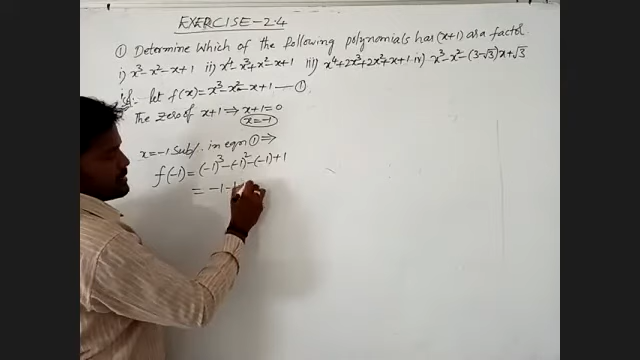 EXERCISE-2.4
① Determine which of the following polynomials has (x+1) as a factor.
i) x³-x²-x+1 ii) x⁴-x³+x²-x+1 iii) x⁴+2x³+2x²+x+1 iv) x³-x²-(3-√3)x+√3
let f(x)=x³-x²-x+1 —①
The zero of x+1 ⇒ x+1=0
x=-1
x=-1 Sub/. in eqn ① ⇒
f(-1) = (-1)³-(-1)²-(-1)+1
= -1-1